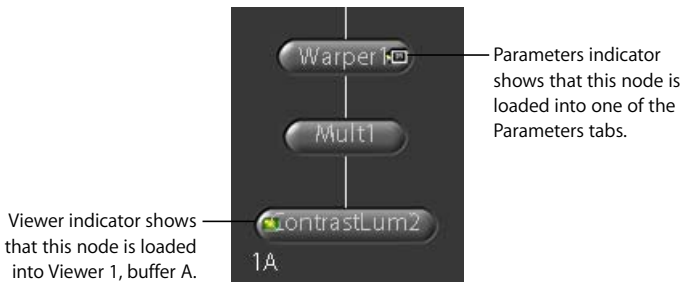 Warper1
Parameters indicator
shows that this node is
loaded into one of the
Parameters tabs.
Mult1
Viewer indicator shows
that this node is loaded
into Viewer 1, buffer A.
ContrastLum2
1A